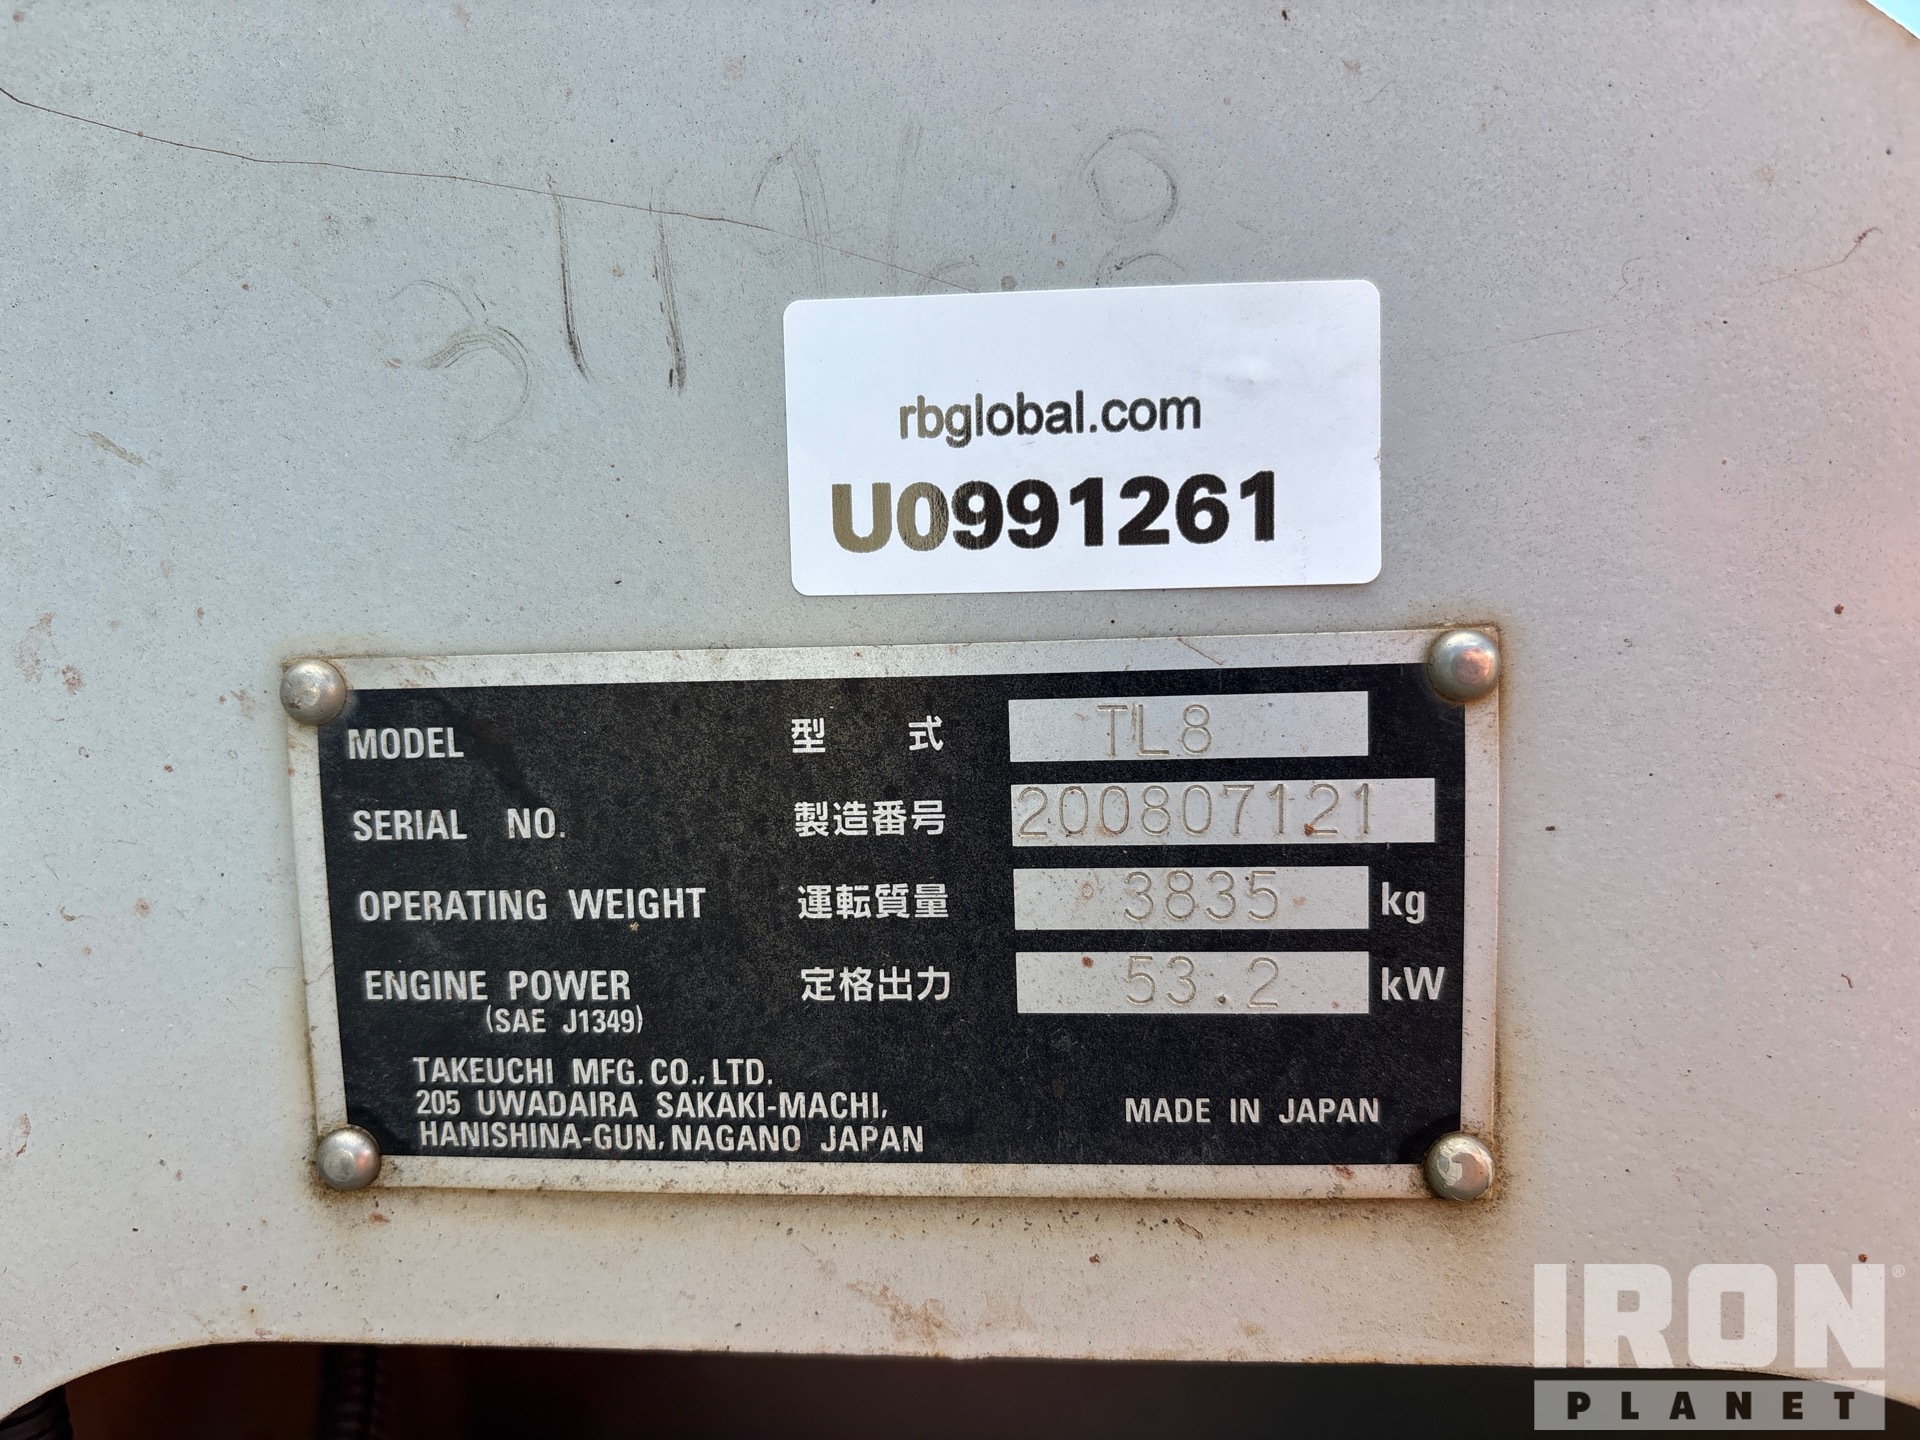 rbglobal.com
U0991261
MODEL 型 式 TL8
SERIAL NO. 製造番号 200807121
OPERATING WEIGHT 運転質量 3835 kg
ENGINE POWER 定格出力 53.2 kW
(SAE J1349)
TAKEUCHI MFG. CO., LTD.
205 UWADAIRA SAKAKI-MACHI,
HANISHINA-GUN, NAGANO JAPAN
MADE IN JAPAN
IRON®
PLANET